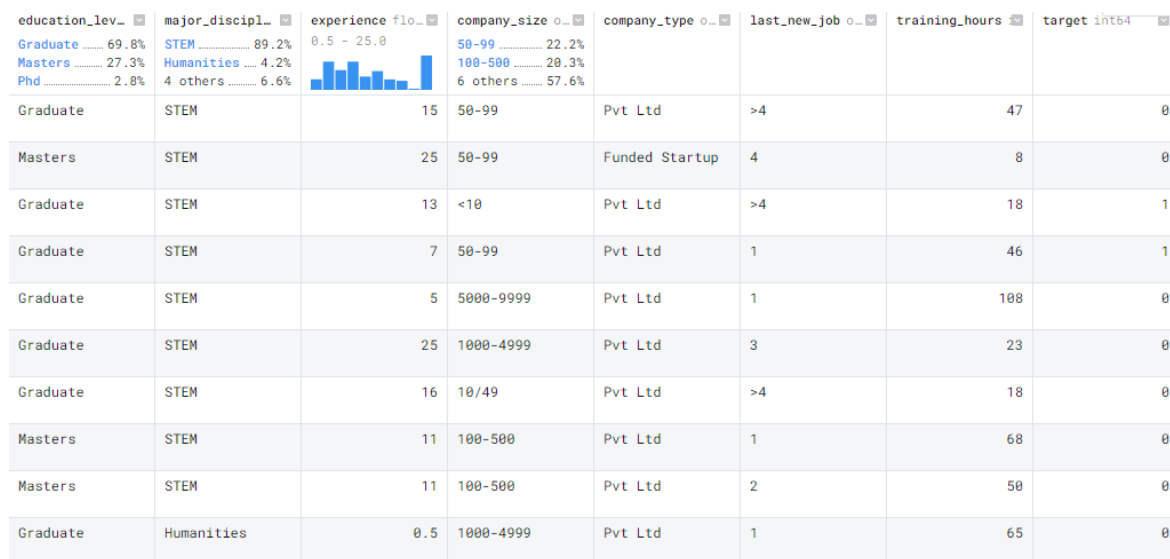 education_lev… major_discipl… experience flo… company_size o… company_type o… last_new_job o… training_hours target int64
Graduate 69.8% STEM 89.2% 0.5 - 25.0 50-99 22.2%
Masters 27.3% Humanities 4.2% 100-500 20.3%
Phd 2.8% 4 others 6.6% 6 others 57.6%
Graduate STEM 15 50-99 Pvt Ltd >4 47 0
Masters STEM 25 50-99 Funded Startup 4 8 0
Graduate STEM 13 <10 Pvt Ltd >4 18 1
Graduate STEM 7 50-99 Pvt Ltd 1 46 1
Graduate STEM 5 5000-9999 Pvt Ltd 1 108 0
Graduate STEM 25 1000-4999 Pvt Ltd 3 23 0
Graduate STEM 16 10/49 Pvt Ltd >4 18 0
Masters STEM 11 100-500 Pvt Ltd 1 68 0
Masters STEM 11 100-500 Pvt Ltd 2 50 0
Graduate Humanities 0.5 1000-4999 Pvt Ltd 1 65 0